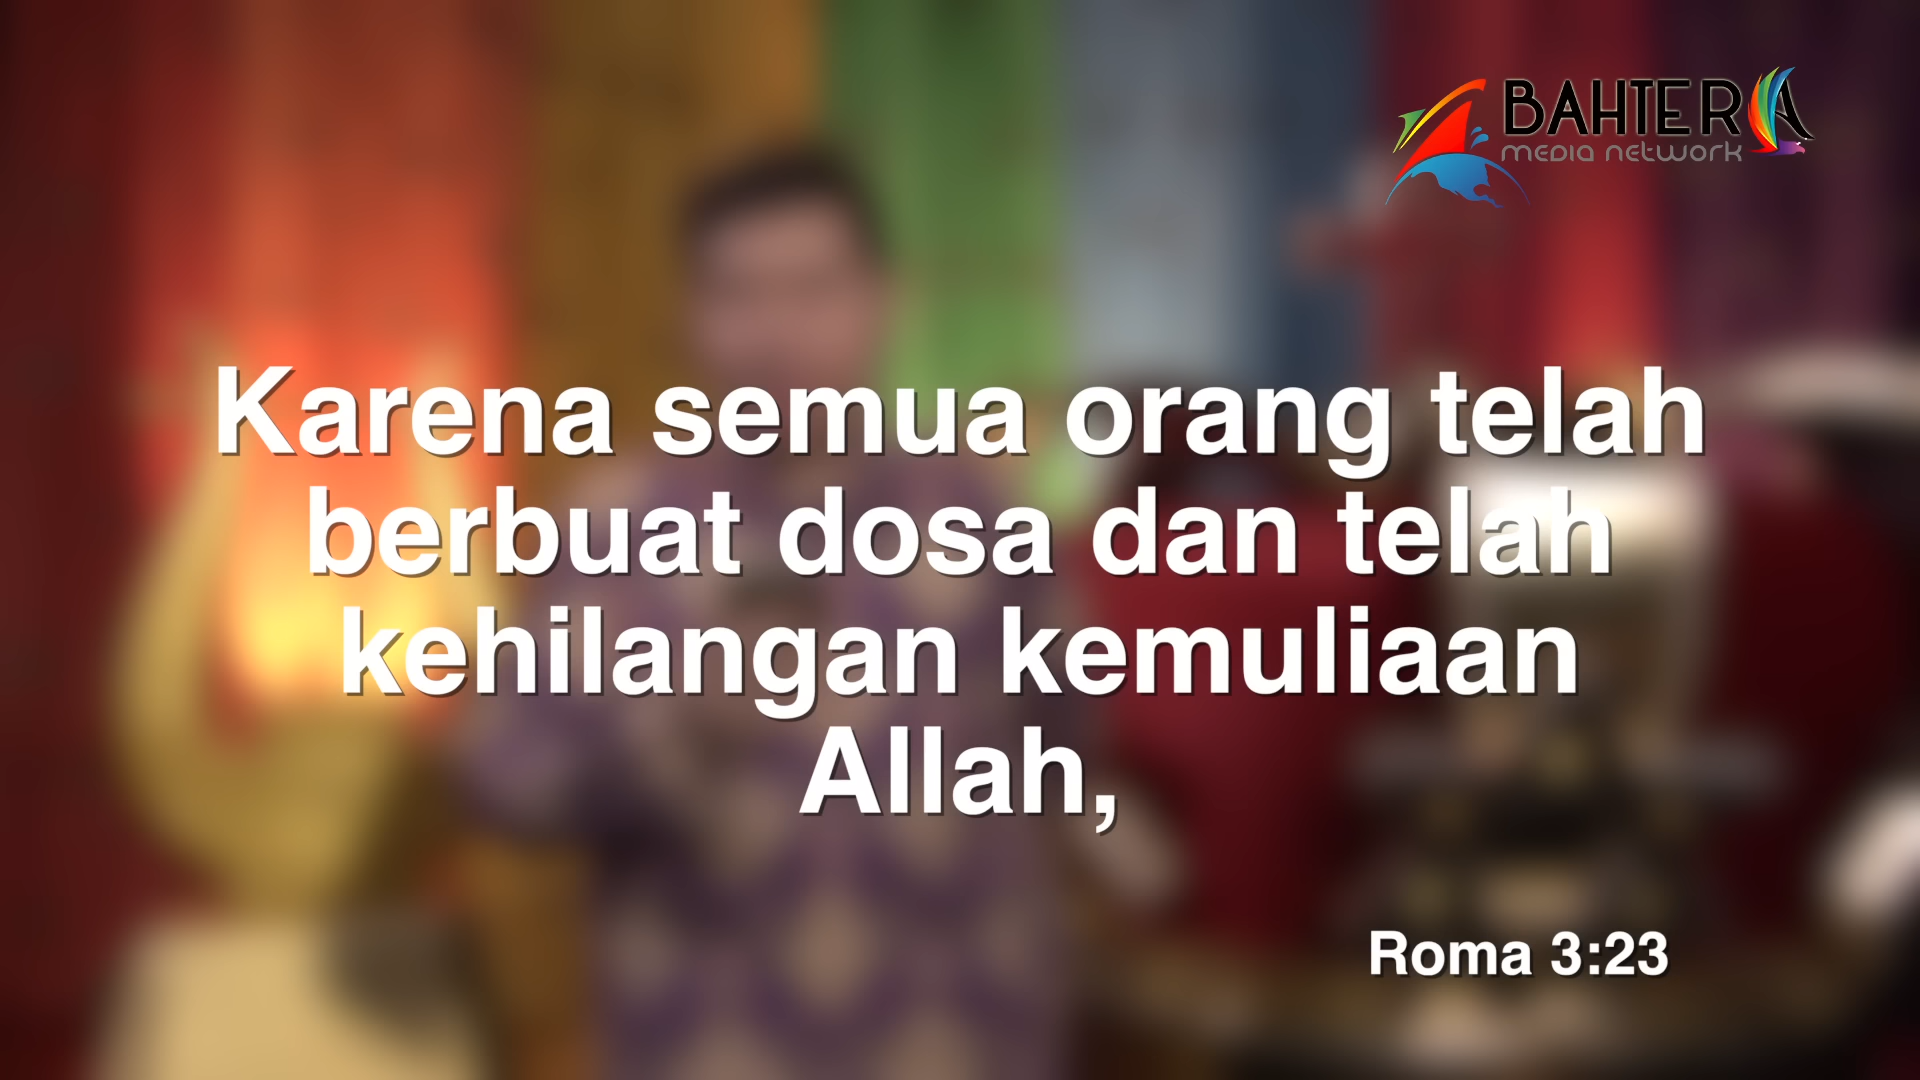 BAHTERA
MEDIA NETWORK
Karena semua orang telah
berbuat dosa dan telah
kehilangan kemuliaan
Allah,
Roma 3:23